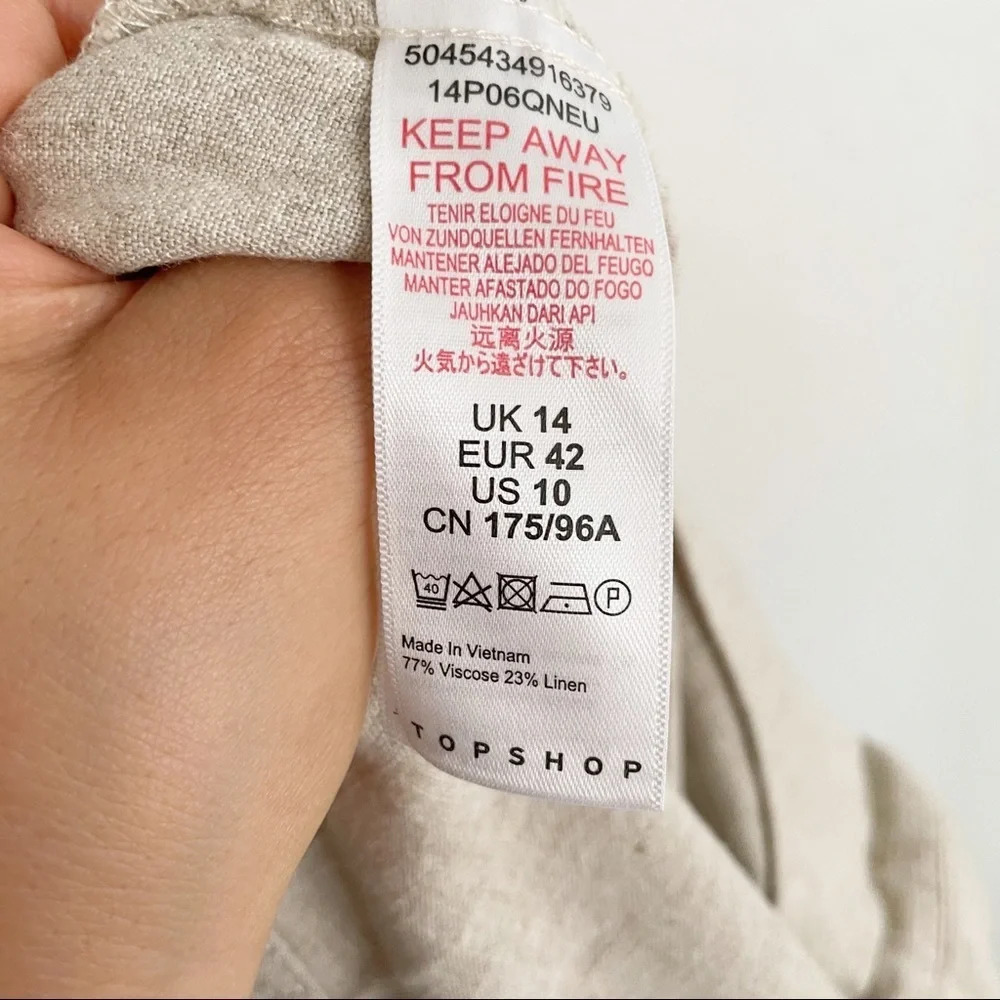 5045434916379
14P06QNEU
KEEP AWAY
FROM FIRE
TENIR ELOIGNE DU FEU
VON ZUNDQUELLEN FERNHALTEN
MANTENER ALEJADO DEL FEUGO
MANTER AFASTADO DO FOGO
JAUHKAN DARI API
远离火源
火気から遠ざけて下さい。
UK 14
EUR 42
US 10
CN 175/96A
40 P
Made In Vietnam
77% Viscose 23% Linen
TOPSHOP